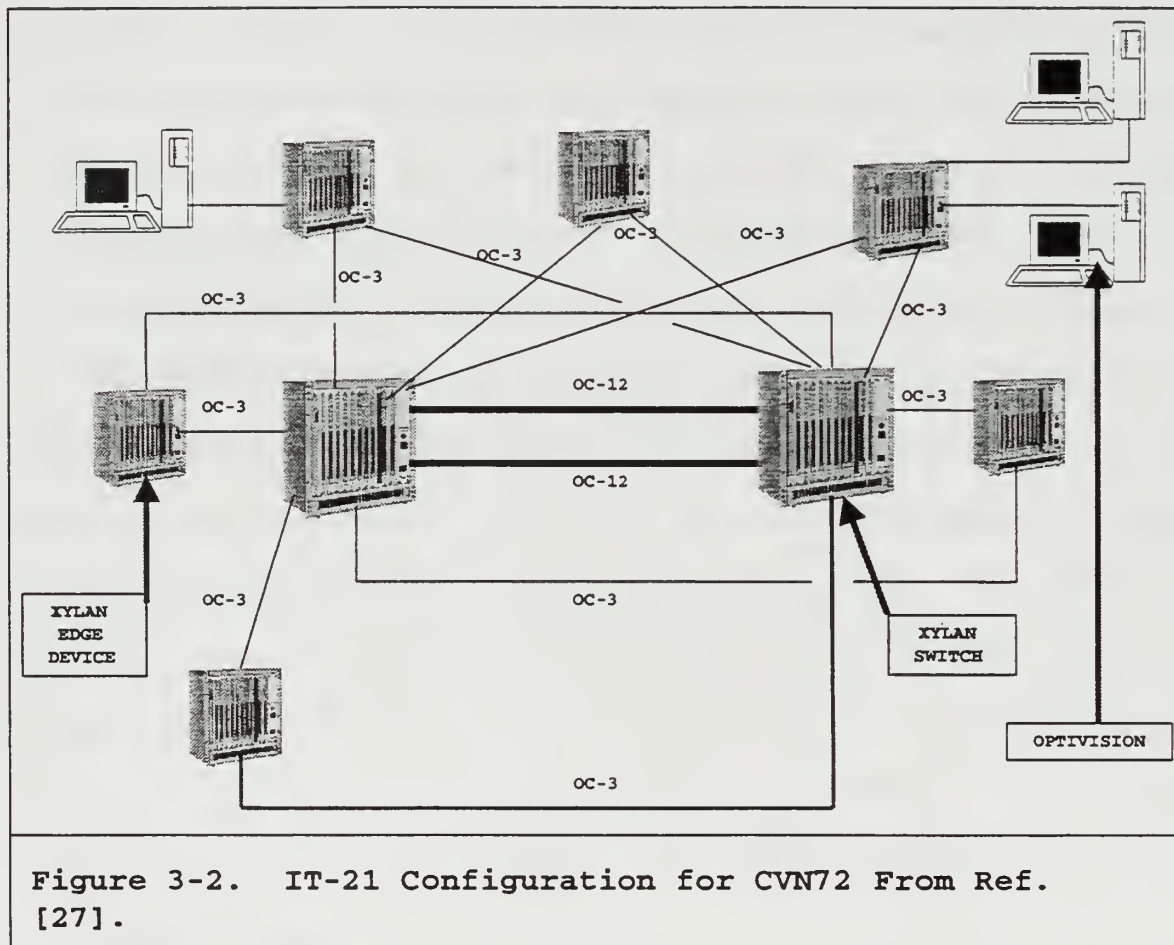 OC-3
OC-3
OC-3
OC-3
OC-3
OC-3
OC-12
OC-3
OC-3
OC-12
OC-3
OC-3
XYLAN
EDGE
DEVICE
XYLAN
SWITCH
OPTIVISION
OC-3
Figure 3-2.  IT-21 Configuration for CVN72 From Ref.
[27].